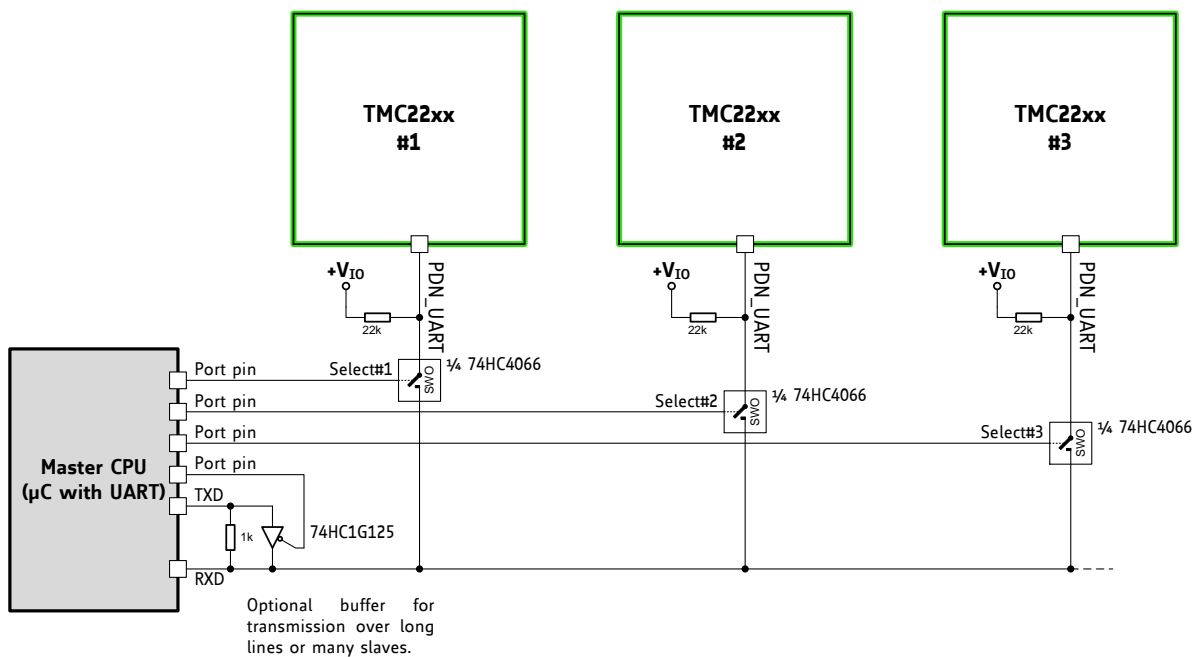 TMC22xx
#1
TMC22xx
#2
TMC22xx
#3
+VIO
22k
PDN_UART
+VIO
22k
PDN_UART
+VIO
22k
PDN_UART
Port pin
Select#1
SWO
¼ 74HC4066
Port pin
Select#2
SWO
¼ 74HC4066
Port pin
Select#3
SWO
¼ 74HC4066
Port pin
Master CPU
(µC with UART)
TXD
1k
74HC1G125
RXD
Optional buffer for
transmission over long
lines or many slaves.